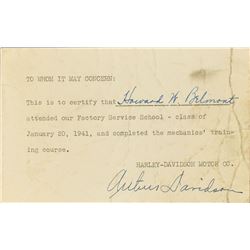 TO WHOM IT MAY CONCERN:
This is to certify that Howard W. Belmont
attended our Factory Service School - class of
January 20, 1941, and completed the mechanics' train-
ing course.
HARLEY-DAVIDSON MOTOR CO.
Arthur Davidson